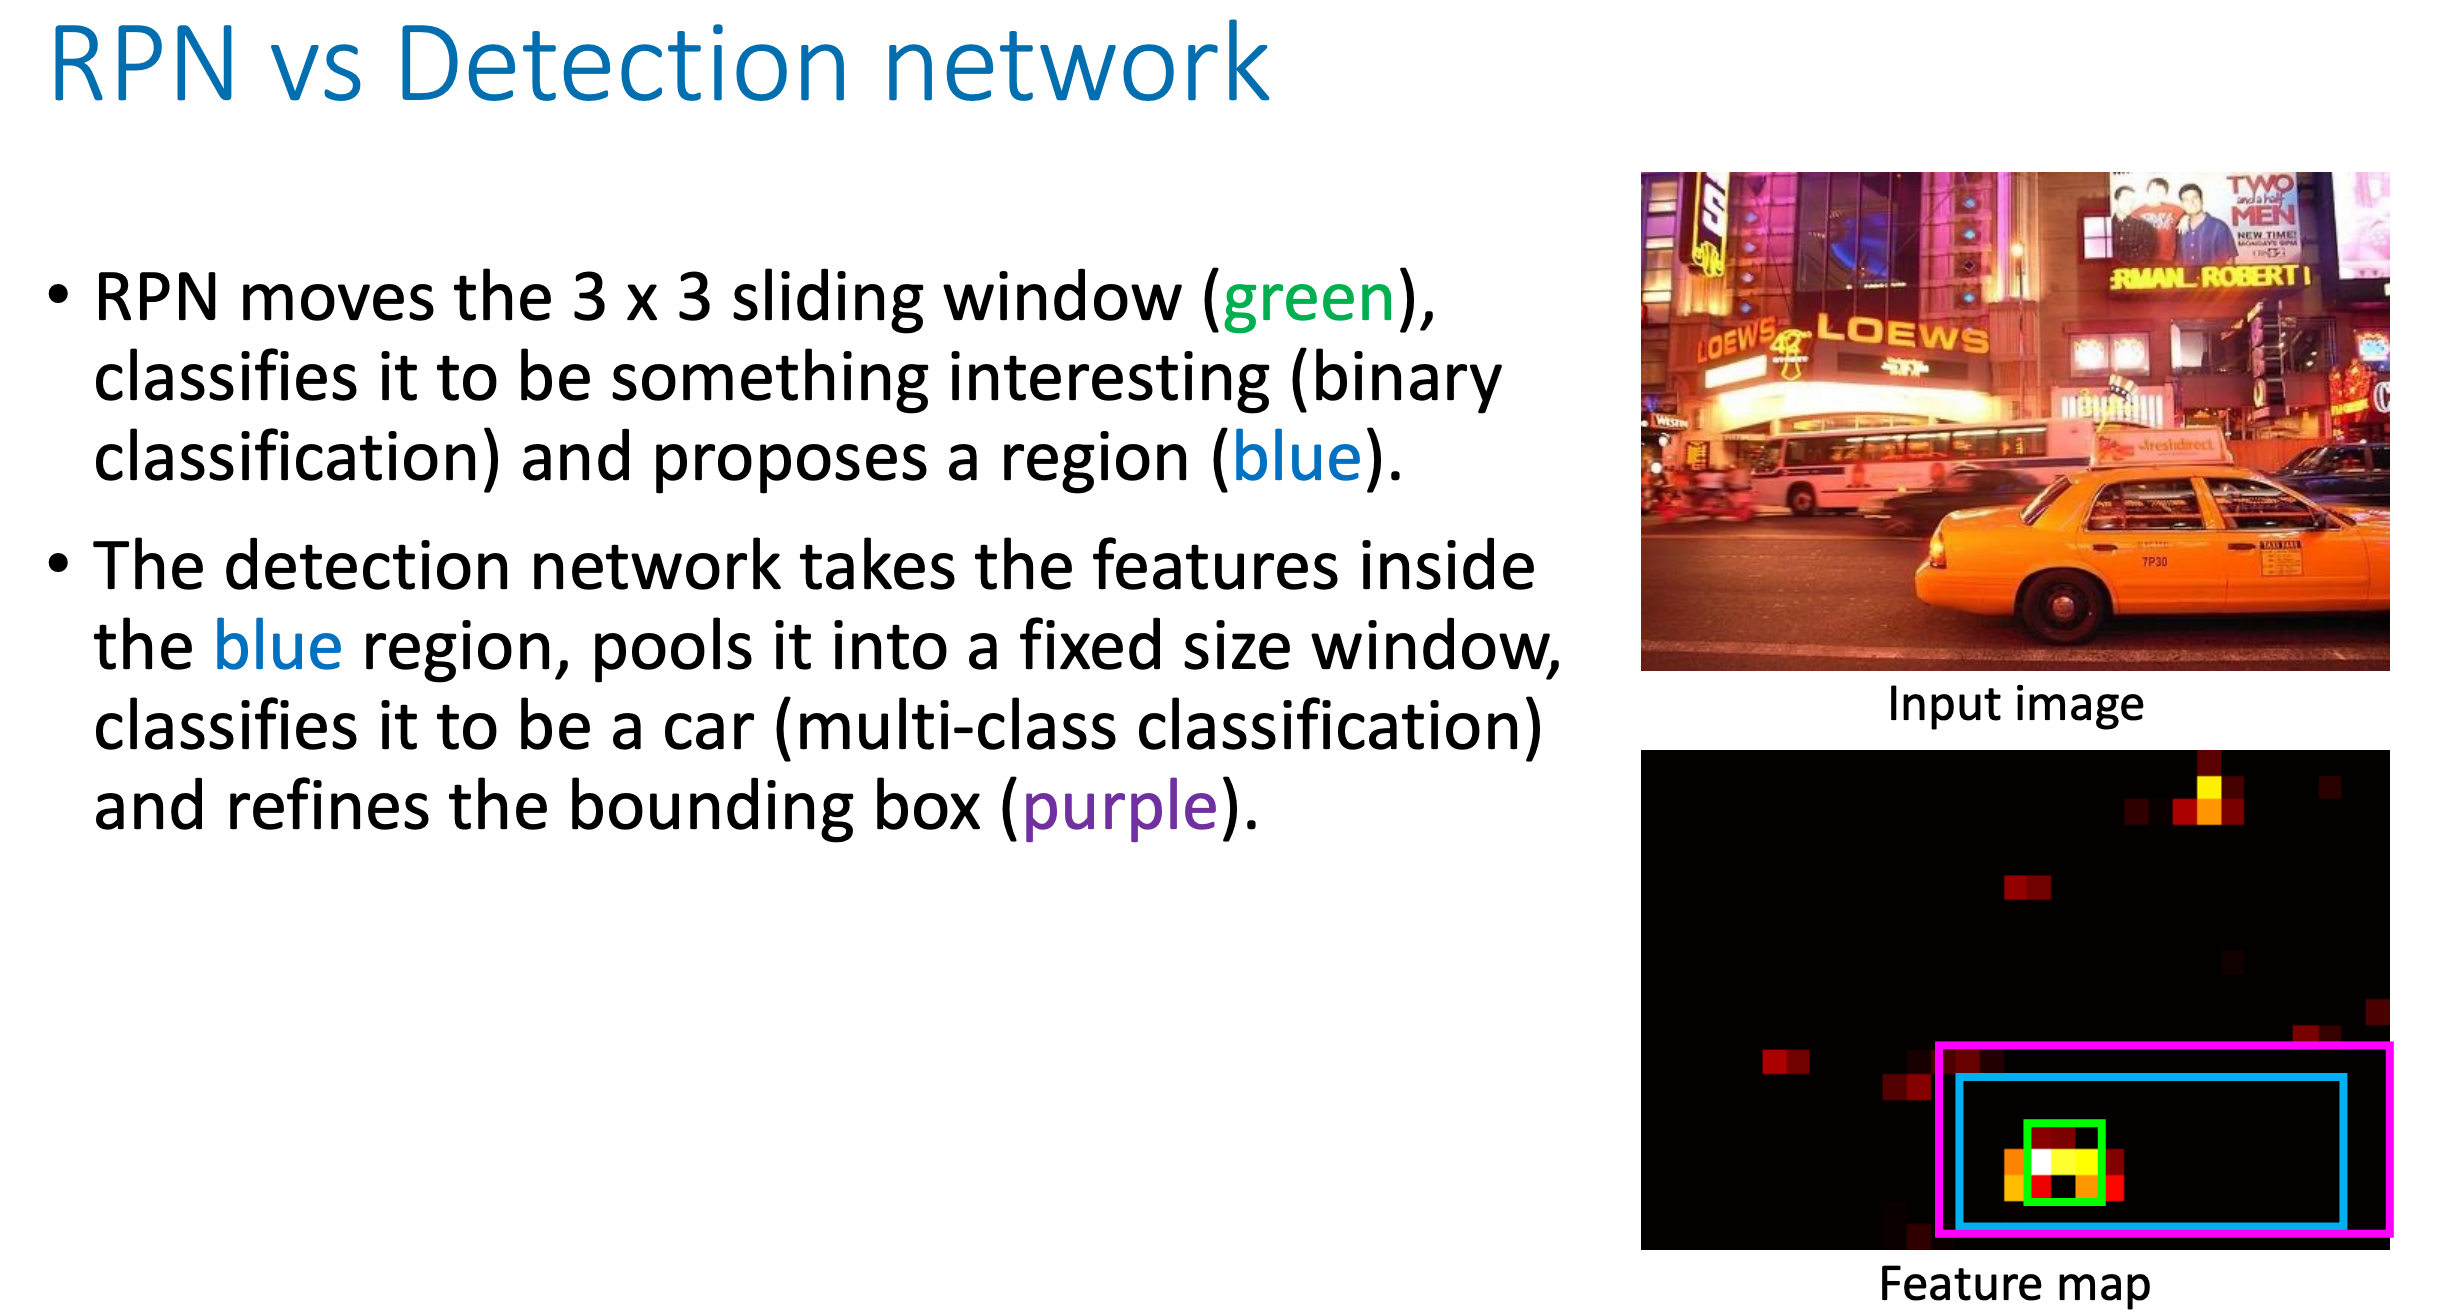 RPN vs Detection network
• RPN moves the 3 x 3 sliding window (green),
classifies it to be something interesting (binary
classification) and proposes a region (blue).
• The detection network takes the features inside
the blue region, pools it into a fixed size window,
classifies it to be a car (multi-class classification)
and refines the bounding box (purple).
TWO
and a half
MEN
NEW TIME!
MONDAYS 9PM
RMAN ROBERT I
LOEWS
42
LOEWS
freshdirect
7P30
Input image
Feature map